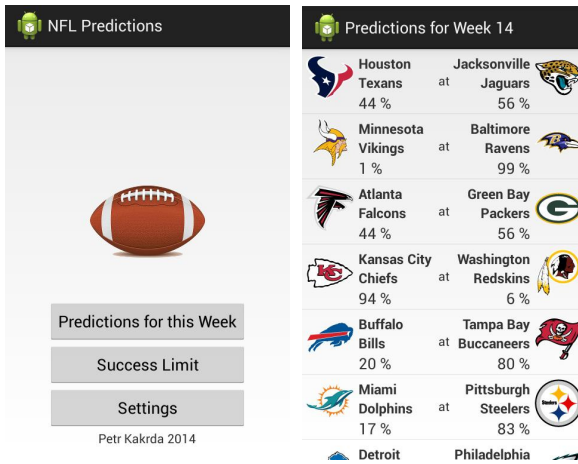 NFL Predictions
Predictions for this Week
Success Limit
Settings
Petr Kakrda 2014
Predictions for Week 14
Houston Jacksonville
Texans at Jaguars
44 % 56 %
Minnesota Baltimore
Vikings at Ravens
1 % 99 %
Atlanta Green Bay
Falcons at Packers
44 % 56 %
Kansas City Washington
Chiefs at Redskins
94 % 6 %
Buffalo Tampa Bay
Bills at Buccaneers
20 % 80 %
Miami Pittsburgh
Dolphins at Steelers
17 % 83 %
Detroit Philadelphia